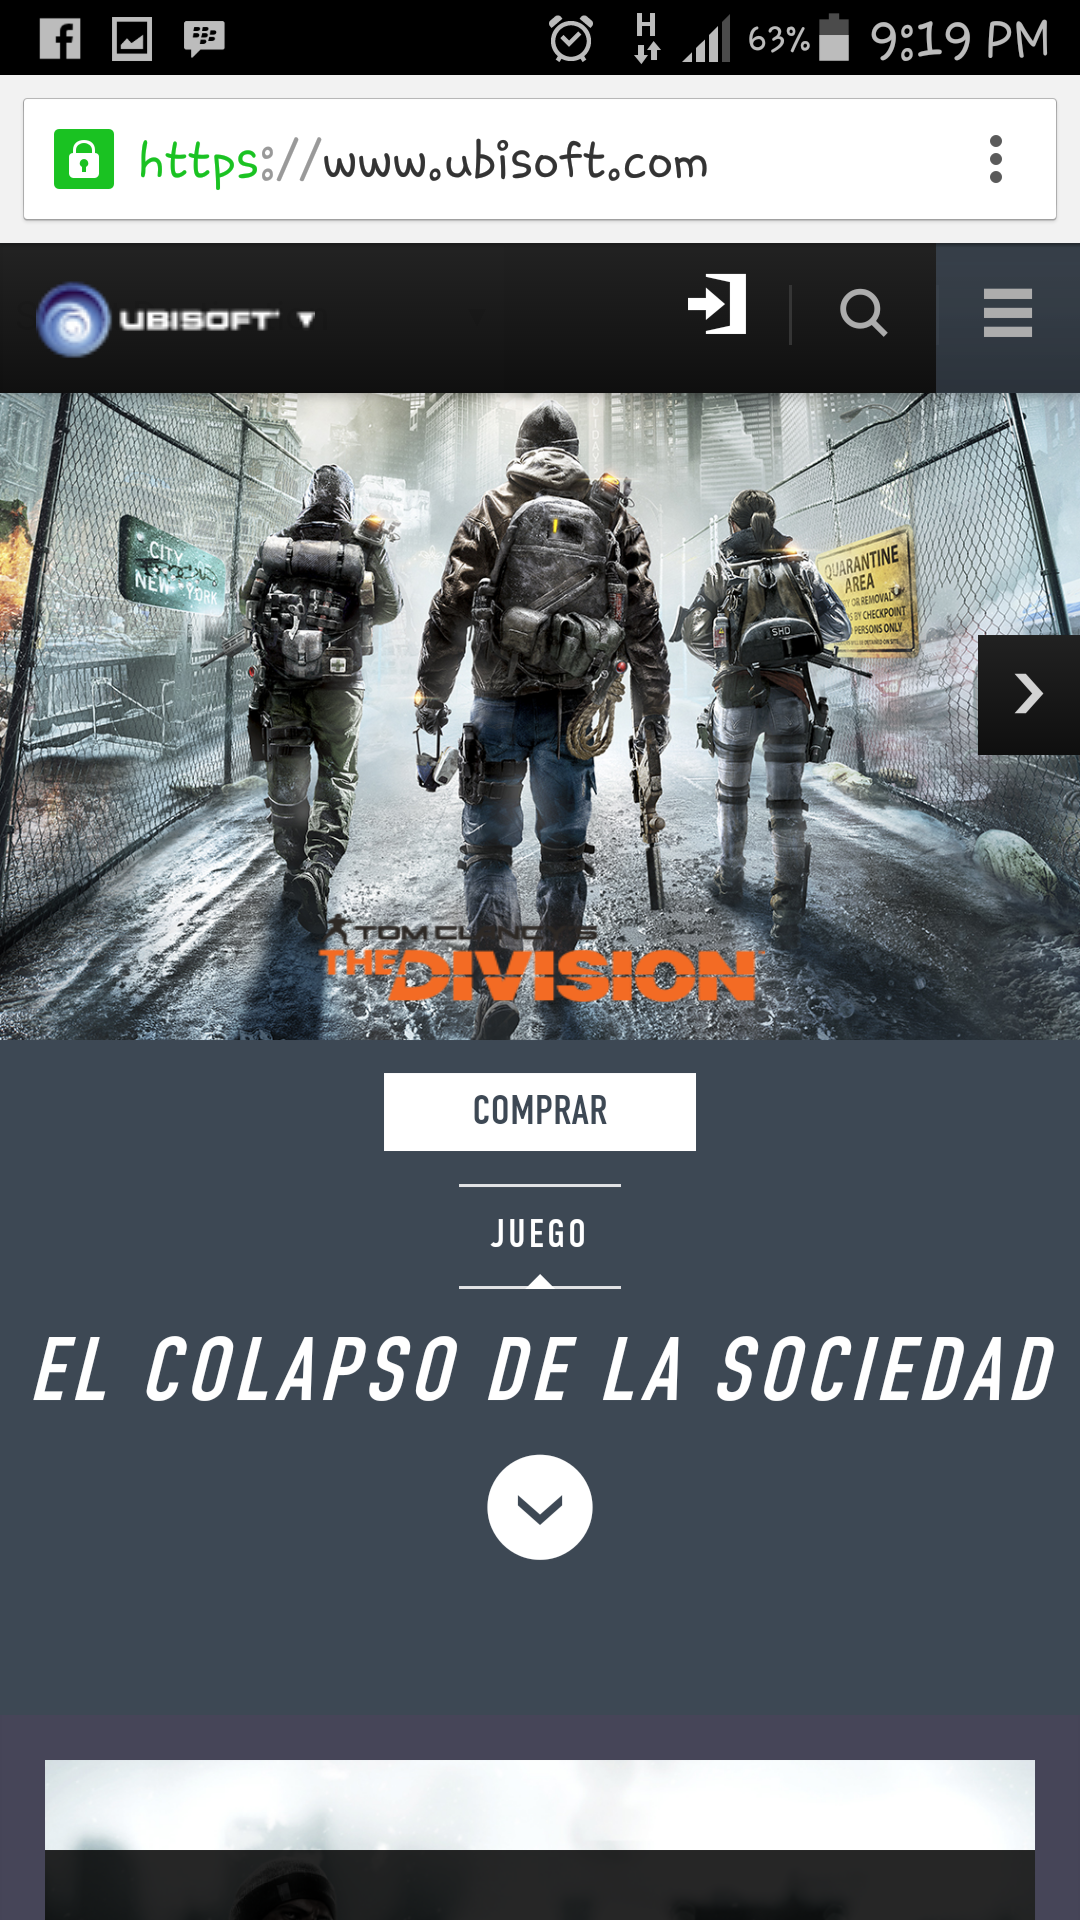 H 63% 9:19 PM
https://www.ubisoft.com
UBISOFT
CITY
NEW YORK
QUARANTINE
AREA
OR REMOVAL
BY CHECKPOINT
PERSONS ONLY
SHD
TOM CLANCY'S
THE DIVISION
COMPRAR
JUEGO
EL COLAPSO DE LA SOCIEDAD